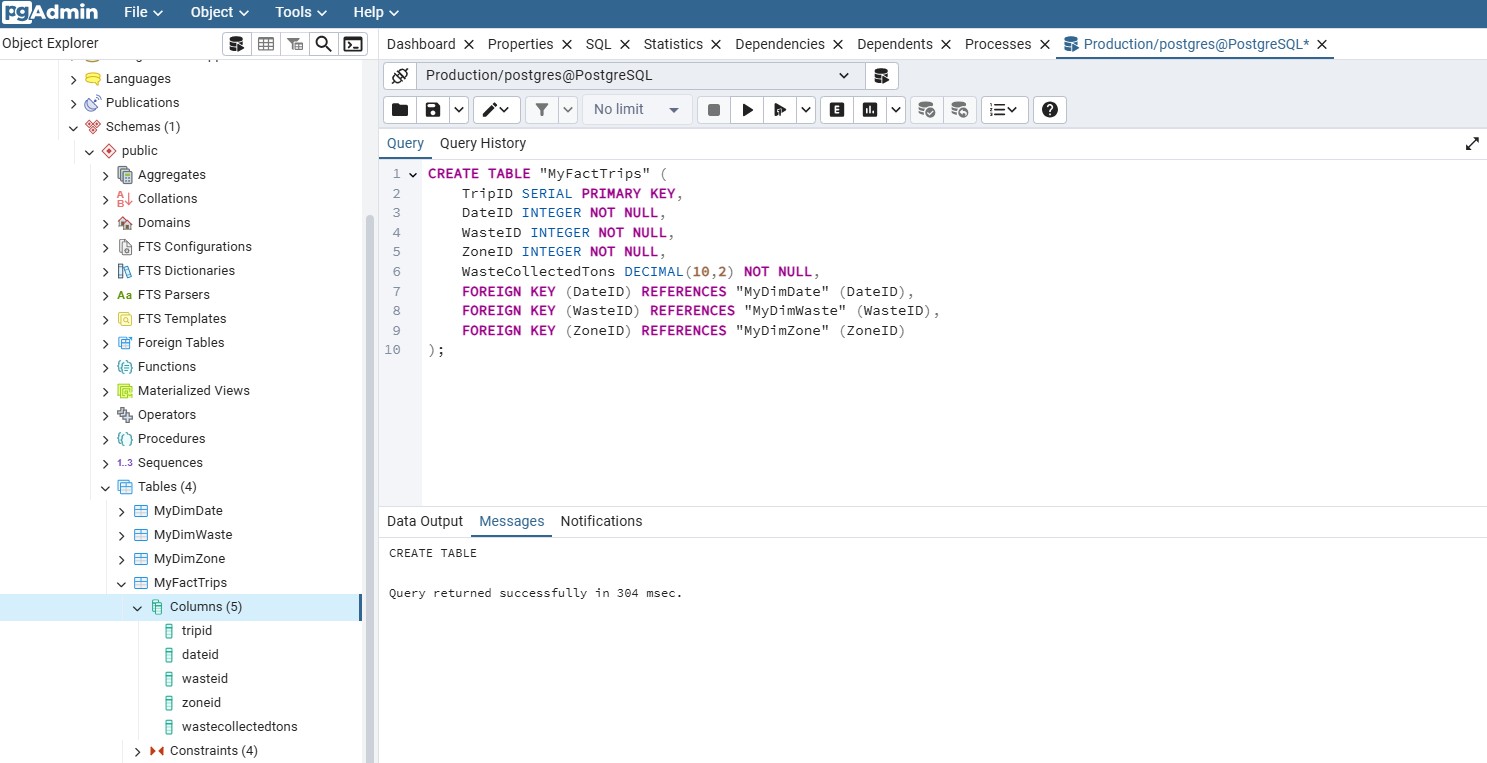 pgAdmin File Object Tools Help
Object Explorer
Dashboard Properties SQL Statistics Dependencies Dependents Processes Production/postgres@PostgreSQL*
Languages
Publications
Schemas (1)
public
Aggregates
Collations
Domains
FTS Configurations
FTS Dictionaries
Aa FTS Parsers
FTS Templates
Foreign Tables
Functions
Materialized Views
Operators
Procedures
1..3 Sequences
Tables (4)
MyDimDate
MyDimWaste
MyDimZone
MyFactTrips
Columns (5)
tripid
dateid
wasteid
zoneid
wastecollectedtons
Constraints (4)
Production/postgres@PostgreSQL
No limit
E
Query Query History
1 CREATE TABLE "MyFactTrips" (
2 TripID SERIAL PRIMARY KEY,
3 DateID INTEGER NOT NULL,
4 WasteID INTEGER NOT NULL,
5 ZoneID INTEGER NOT NULL,
6 WasteCollectedTons DECIMAL(10,2) NOT NULL,
7 FOREIGN KEY (DateID) REFERENCES "MyDimDate" (DateID),
8 FOREIGN KEY (WasteID) REFERENCES "MyDimWaste" (WasteID),
9 FOREIGN KEY (ZoneID) REFERENCES "MyDimZone" (ZoneID)
10 );
Data Output Messages Notifications
CREATE TABLE
Query returned successfully in 304 msec.